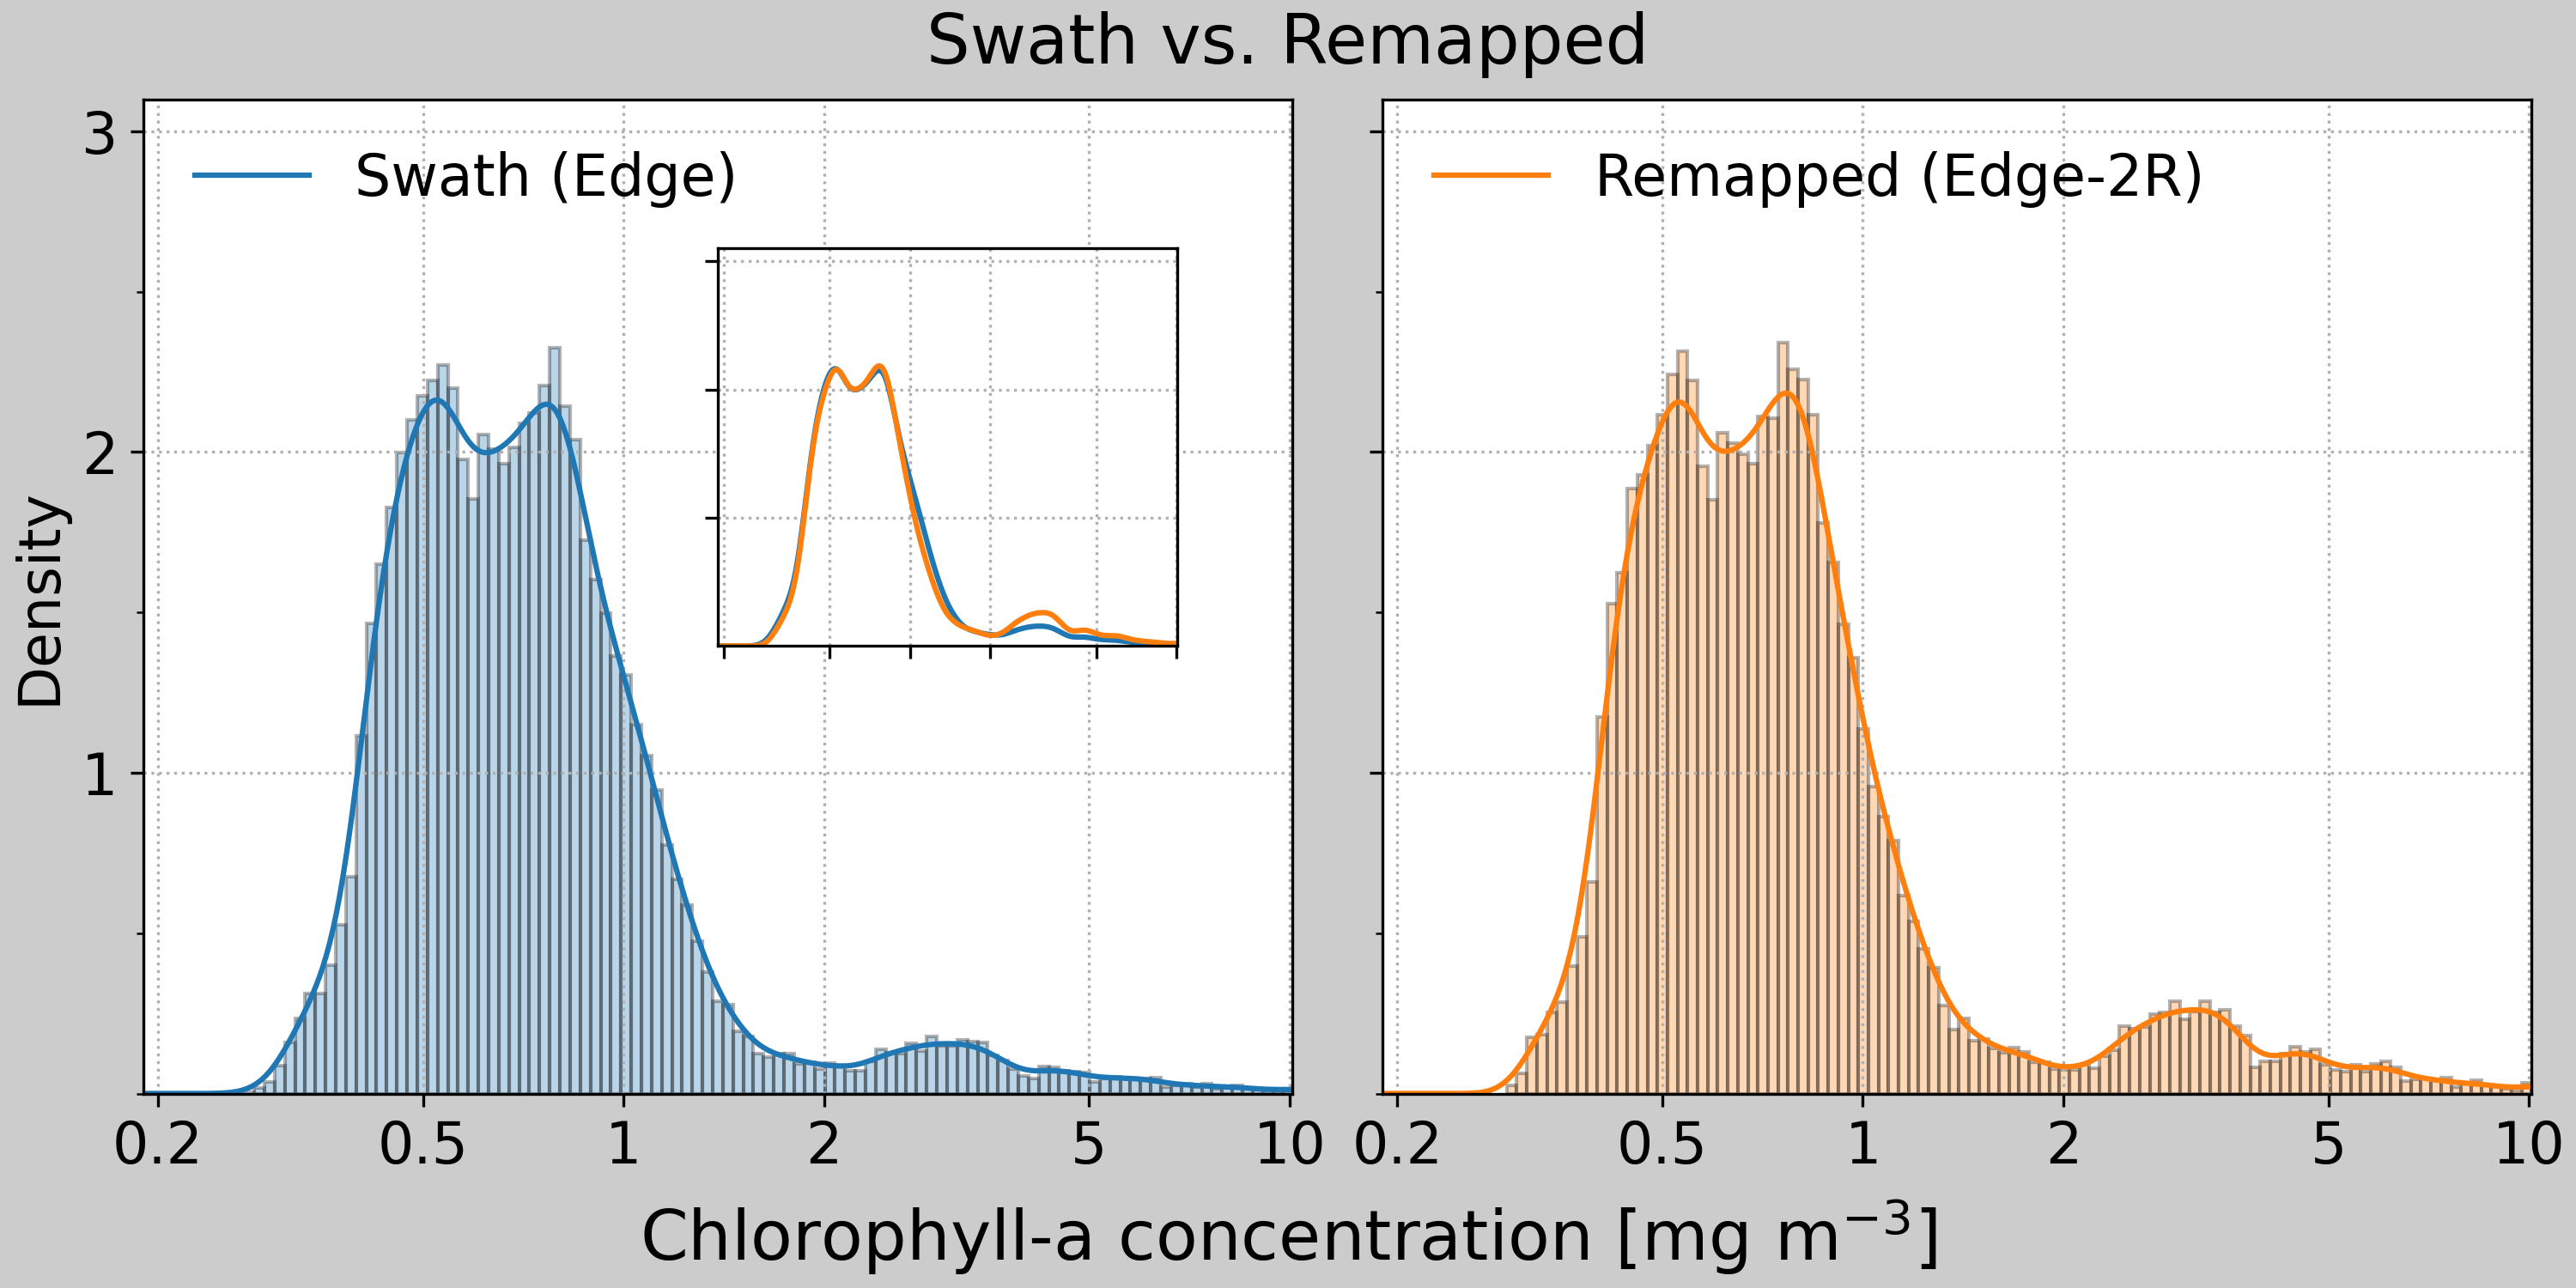 Swath vs. Remapped
3
2
1
Density
Swath (Edge)
Remapped (Edge-2R)
0.2 0.5 1 2 5 10
0.2 0.5 1 2 5 10
Chlorophyll-a concentration [mg m⁻³]